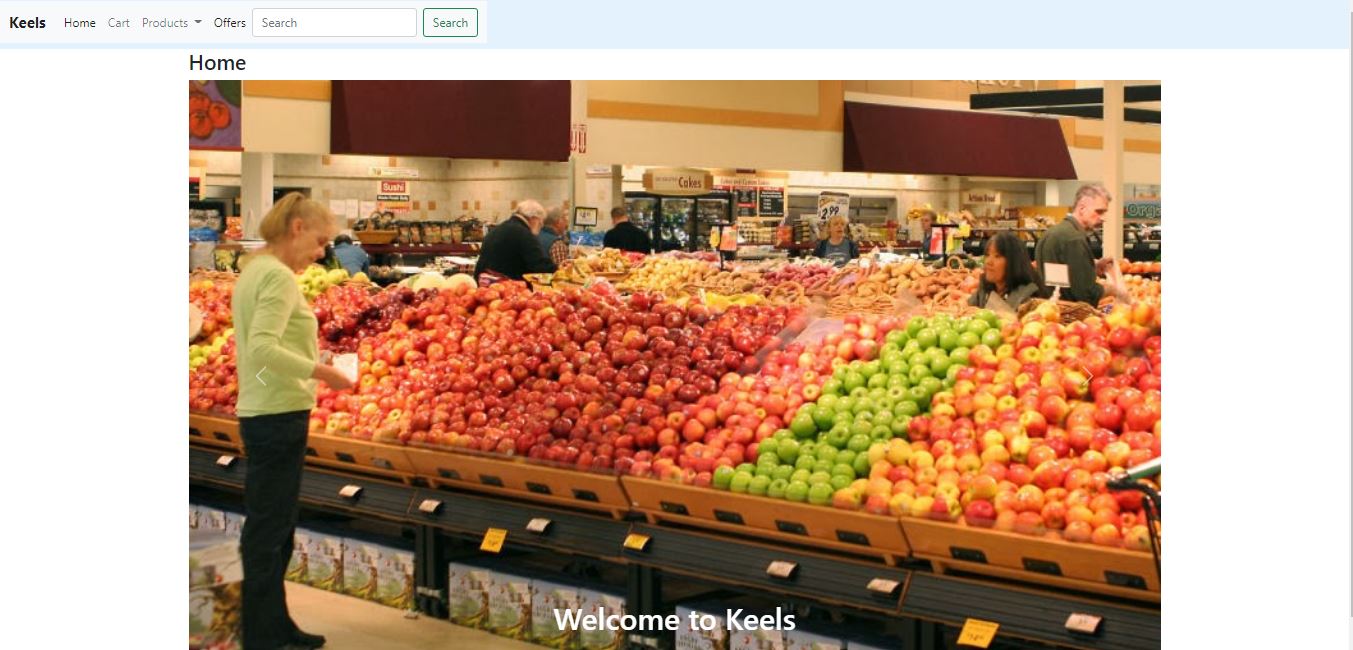 Keels Home Cart Products Offers Search Search
Home
Sushi
Cakes
2.99
Artisan Bread
Orga
Welcome to Keels